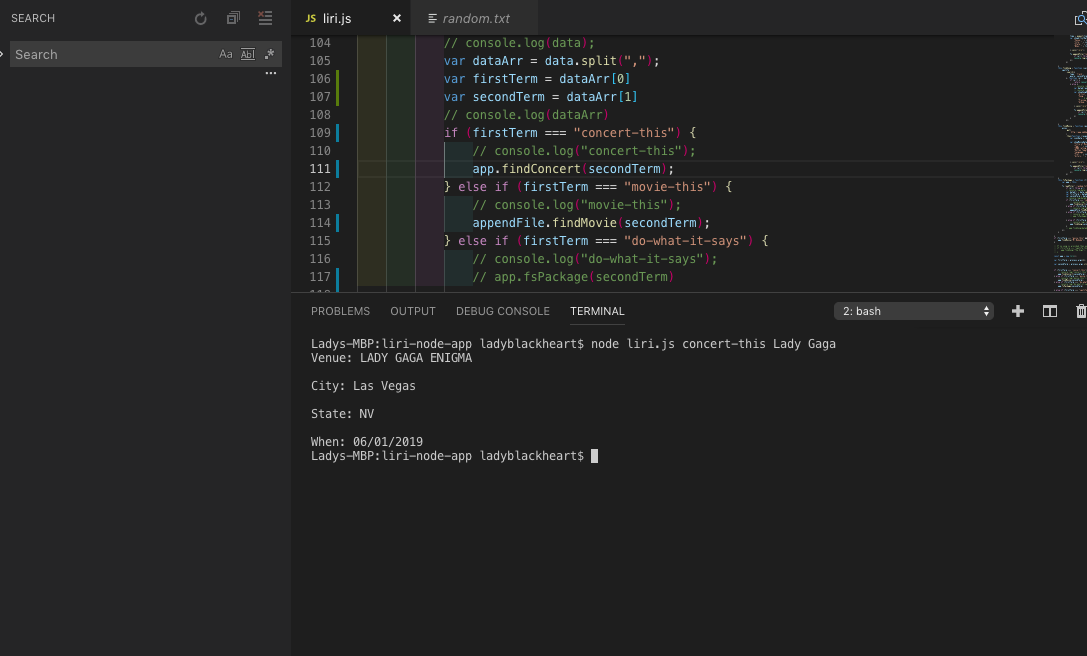 SEARCH
Search
Aa Abl .*
JS liri.js
random.txt
104 // console.log(data);
105 var dataArr = data.split(",");
106 var firstTerm = dataArr[0]
107 var secondTerm = dataArr[1]
108 // console.log(dataArr)
109 if (firstTerm === "concert-this") {
110 // console.log("concert-this");
111 app.findConcert(secondTerm);
112 } else if (firstTerm === "movie-this") {
113 // console.log("movie-this");
114 appendFile.findMovie(secondTerm);
115 } else if (firstTerm === "do-what-it-says") {
116 // console.log("do-what-it-says");
117 // app.fsPackage(secondTerm)
PROBLEMS OUTPUT DEBUG CONSOLE TERMINAL
2: bash
Ladys-MBP:liri-node-app ladyblackheart$ node liri.js concert-this Lady Gaga
Venue: LADY GAGA ENIGMA
City: Las Vegas
State: NV
When: 06/01/2019
Ladys-MBP:liri-node-app ladyblackheart$